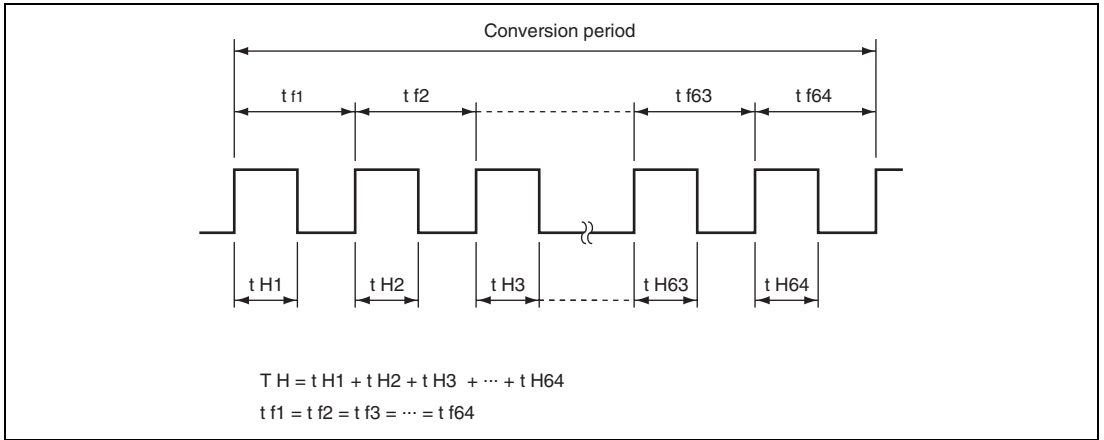 Conversion period
t f1 t f2 t f63 t f64
t H1 t H2 t H3 t H63 t H64
T H = t H1 + t H2 + t H3 + ··· + t H64
t f1 = t f2 = t f3 = ··· = t f64